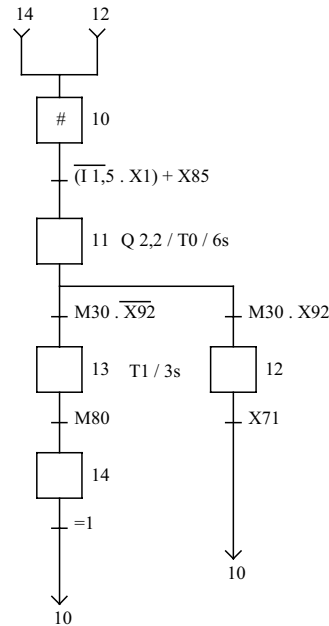 14 12
# 10
(I 1,5 . X1) + X85
11 Q 2,2 / T0 / 6s
M30 . X92 M30 . X92
13 T1 / 3s 12
M80 X71
14
=1
10
10